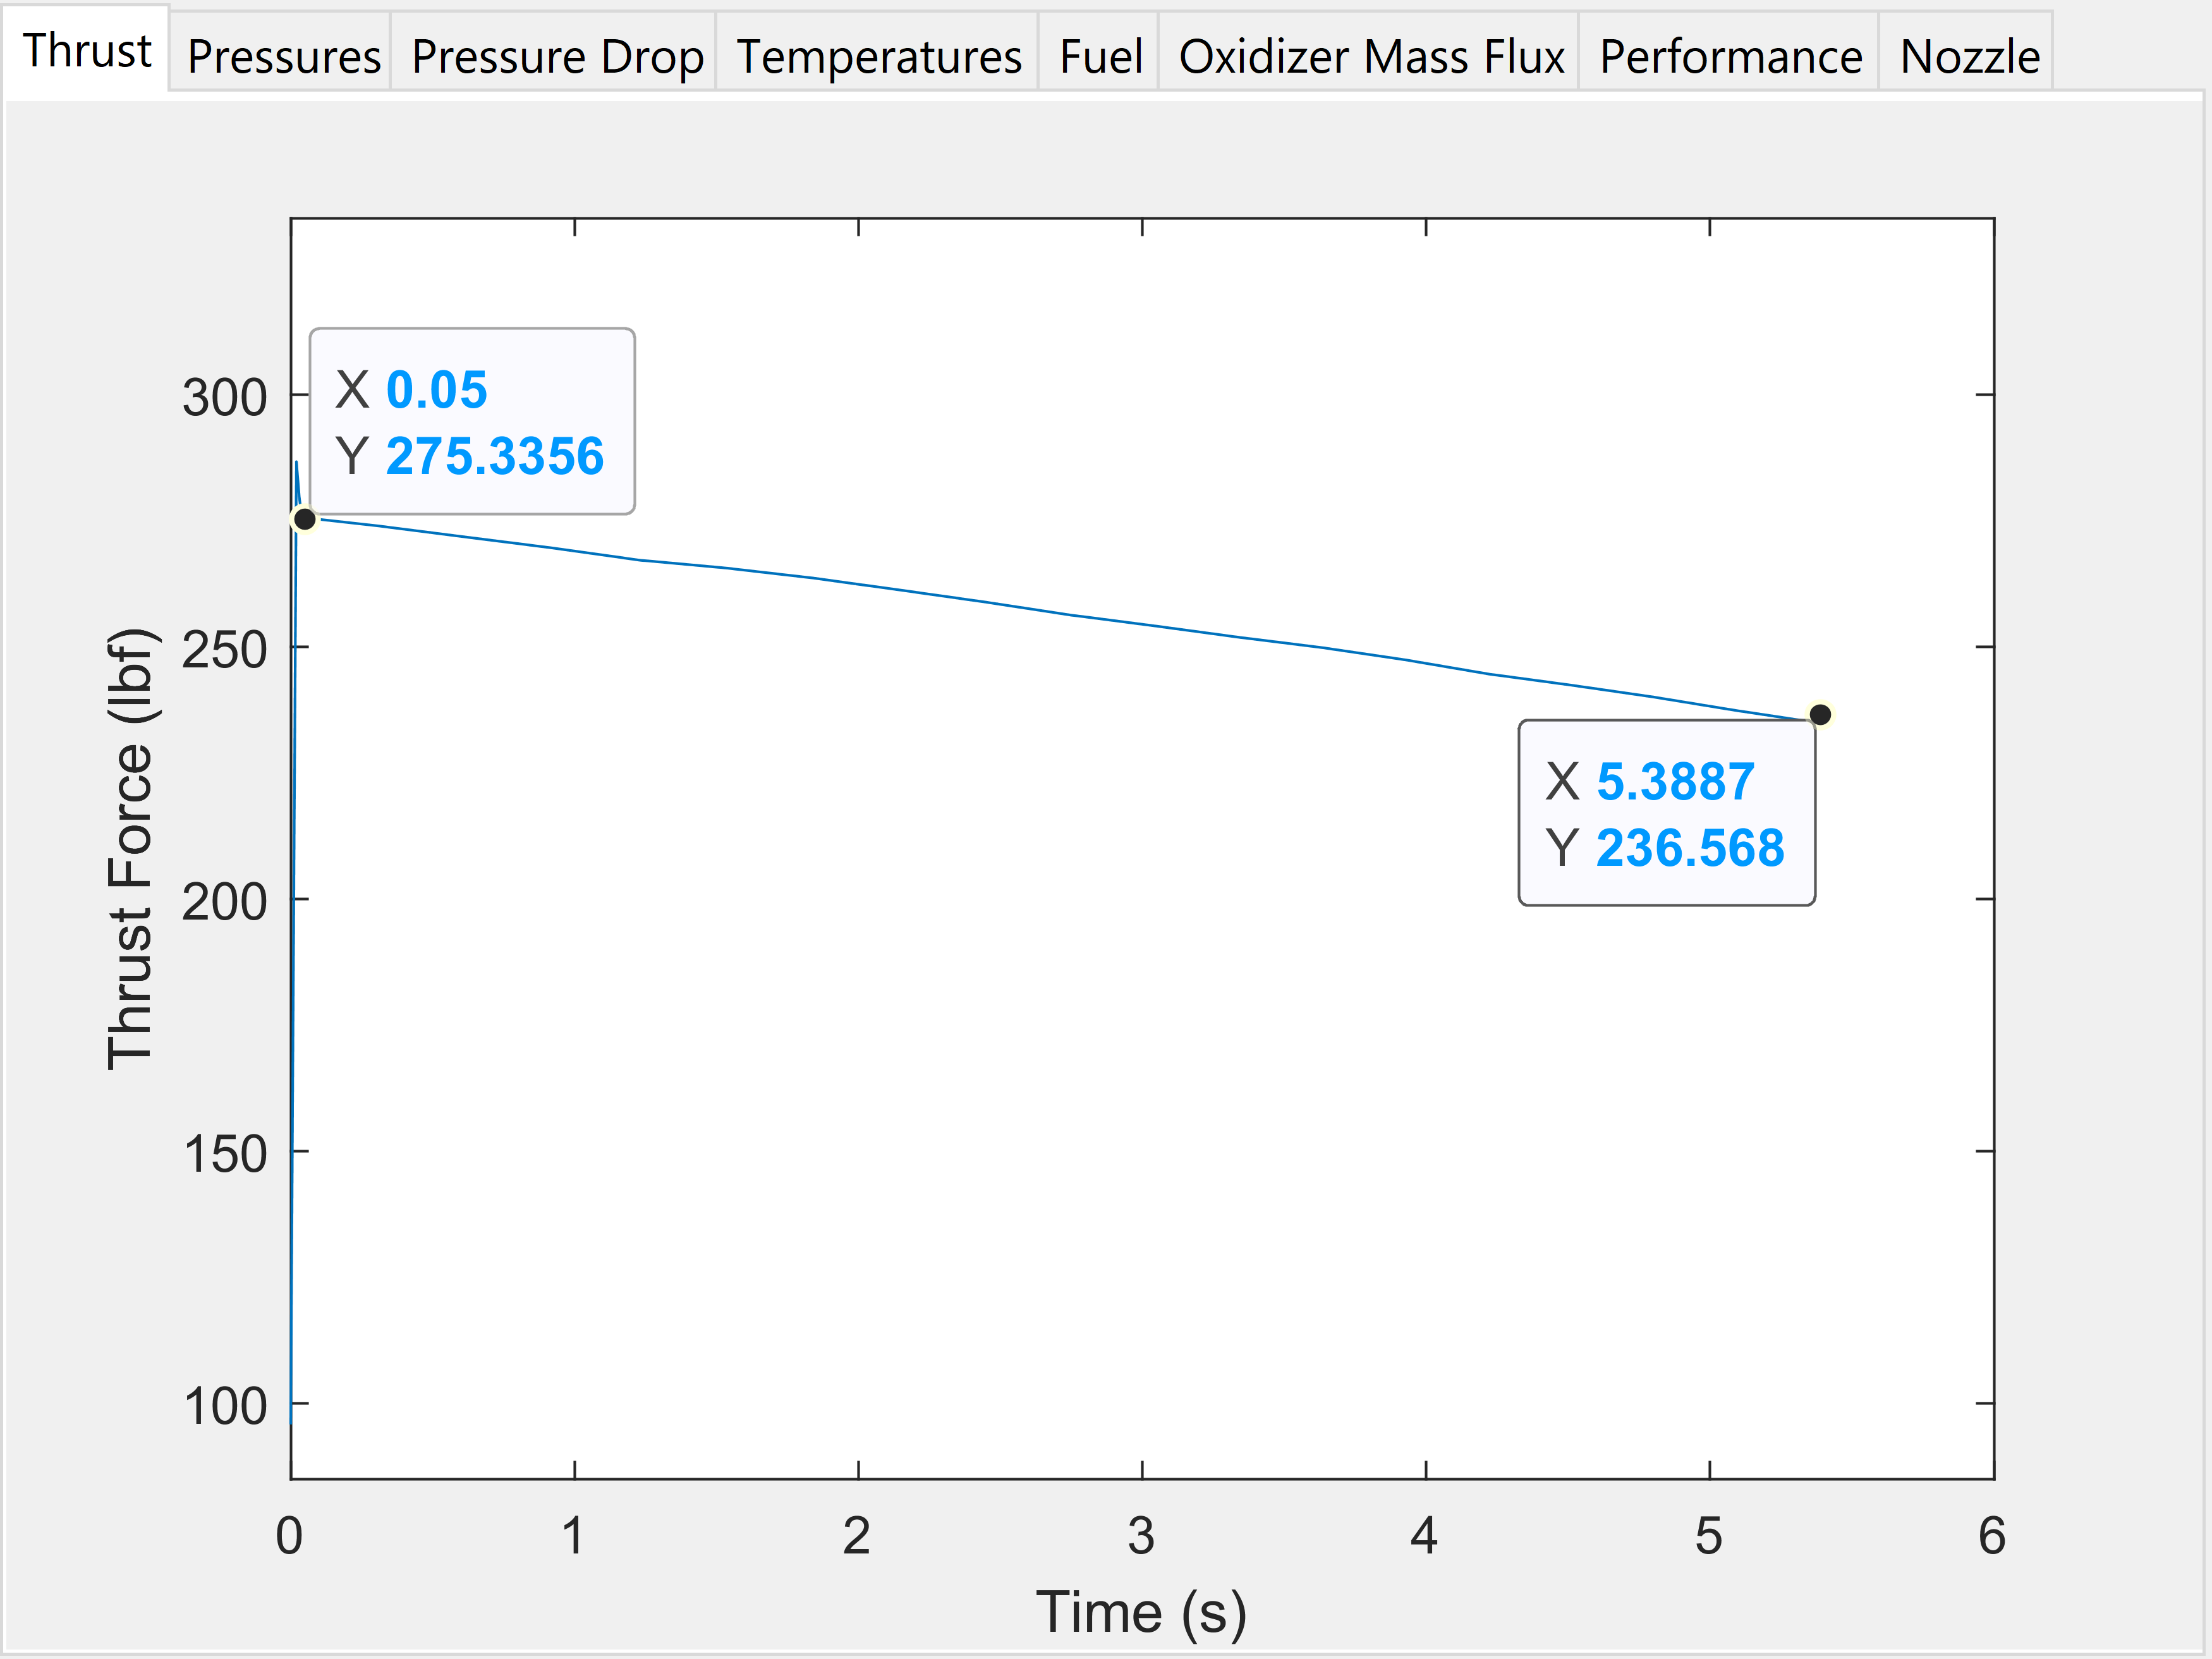 Thrust Pressures Pressure Drop Temperatures Fuel Oxidizer Mass Flux Performance Nozzle
X 0.05
Y 275.3356
X 5.3887
Y 236.568
300
250
200
150
100
Thrust Force (lbf)
0 1 2 3 4 5 6
Time (s)